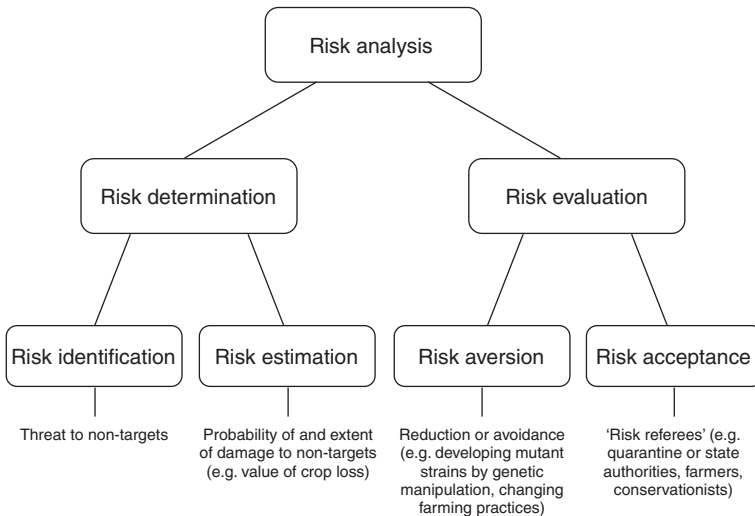 Risk analysis
Risk determination
Risk evaluation
Risk identification
Risk estimation
Risk aversion
Risk acceptance
Threat to non-targets
Probability of and extent
of damage to non-targets
(e.g. value of crop loss)
Reduction or avoidance
(e.g. developing mutant
strains by genetic
manipulation, changing
farming practices)
‘Risk referees’ (e.g.
quarantine or state
authorities, farmers,
conservationists)